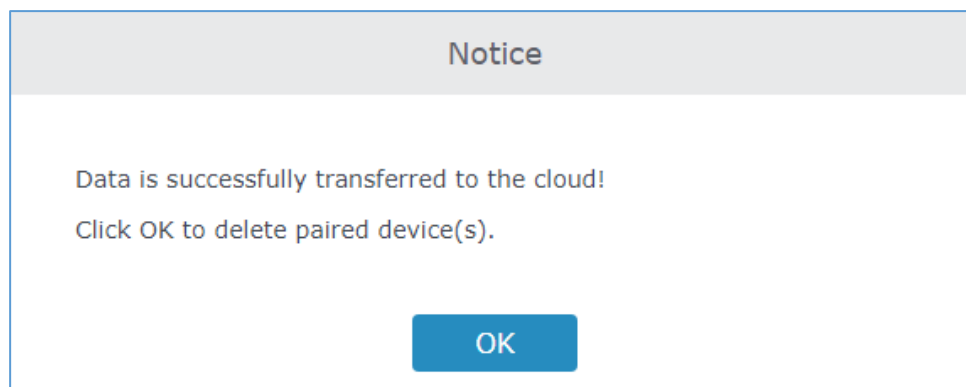 Notice
Data is successfully transferred to the cloud!
Click OK to delete paired device(s).
OK